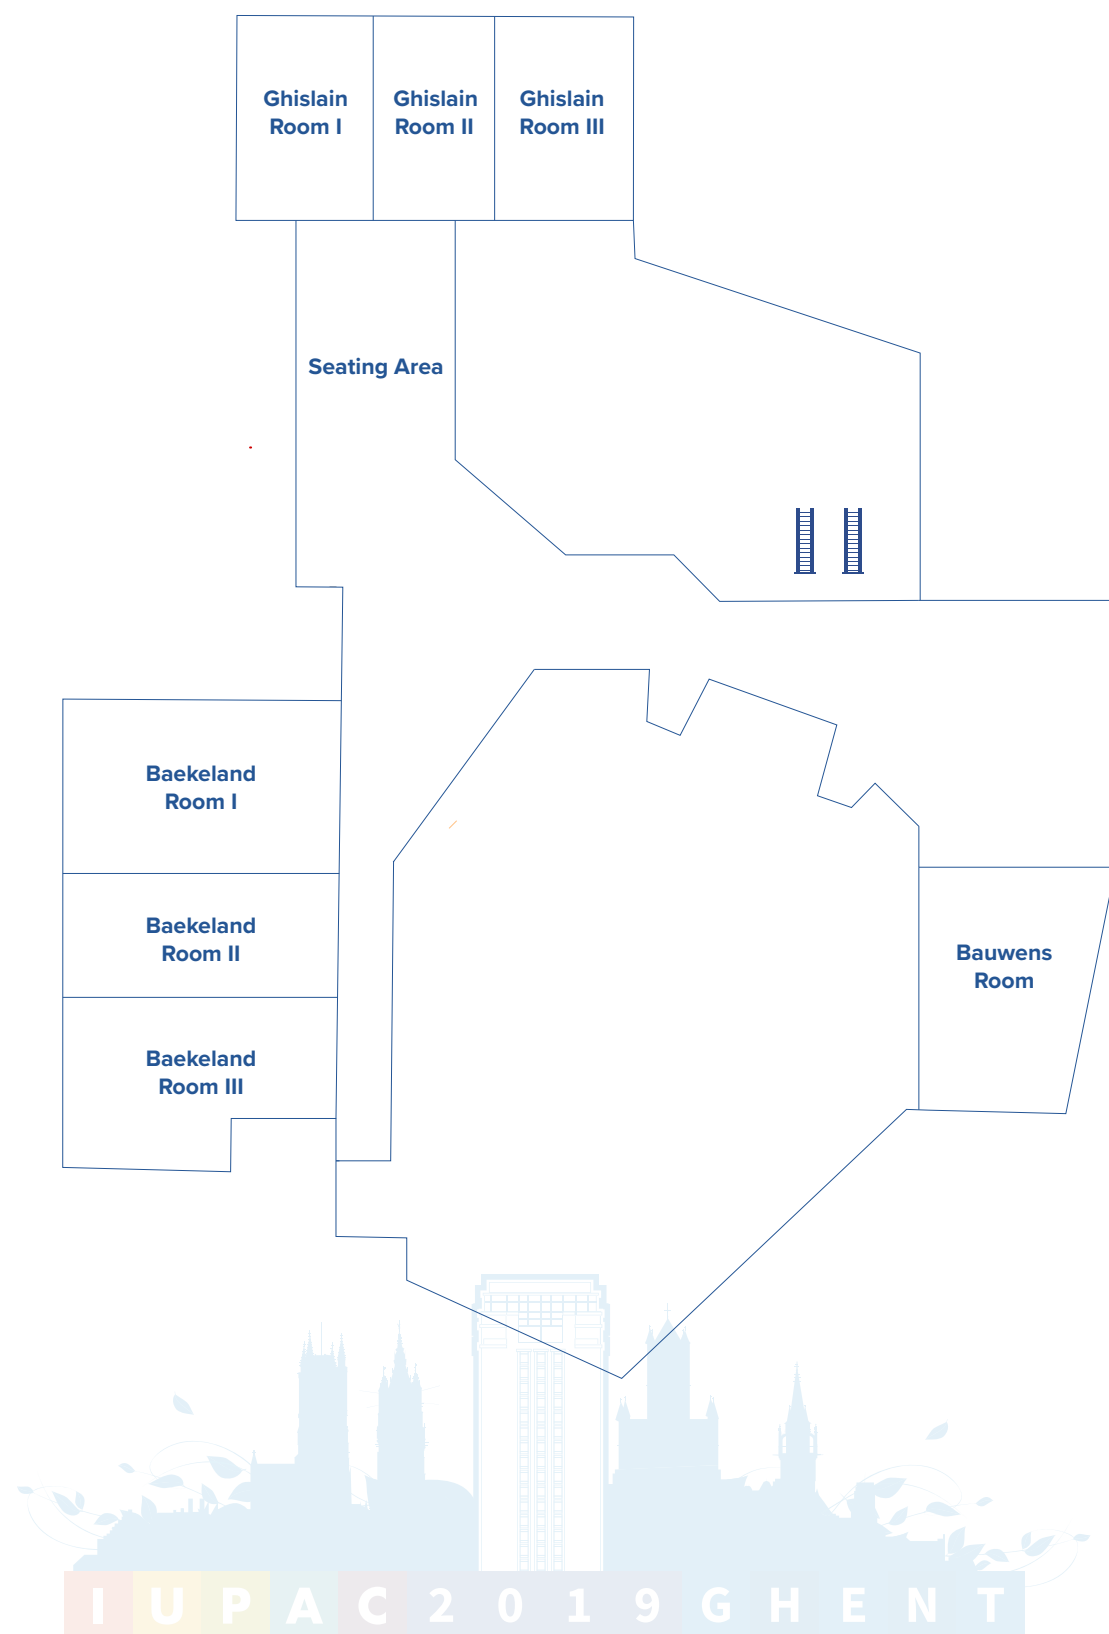 Ghislain
Room I
Ghislain
Room II
Ghislain
Room III
Seating Area
Baekeland
Room I
Baekeland
Room II
Baekeland
Room III
Bauwens
Room
IUPAC2019GHENT